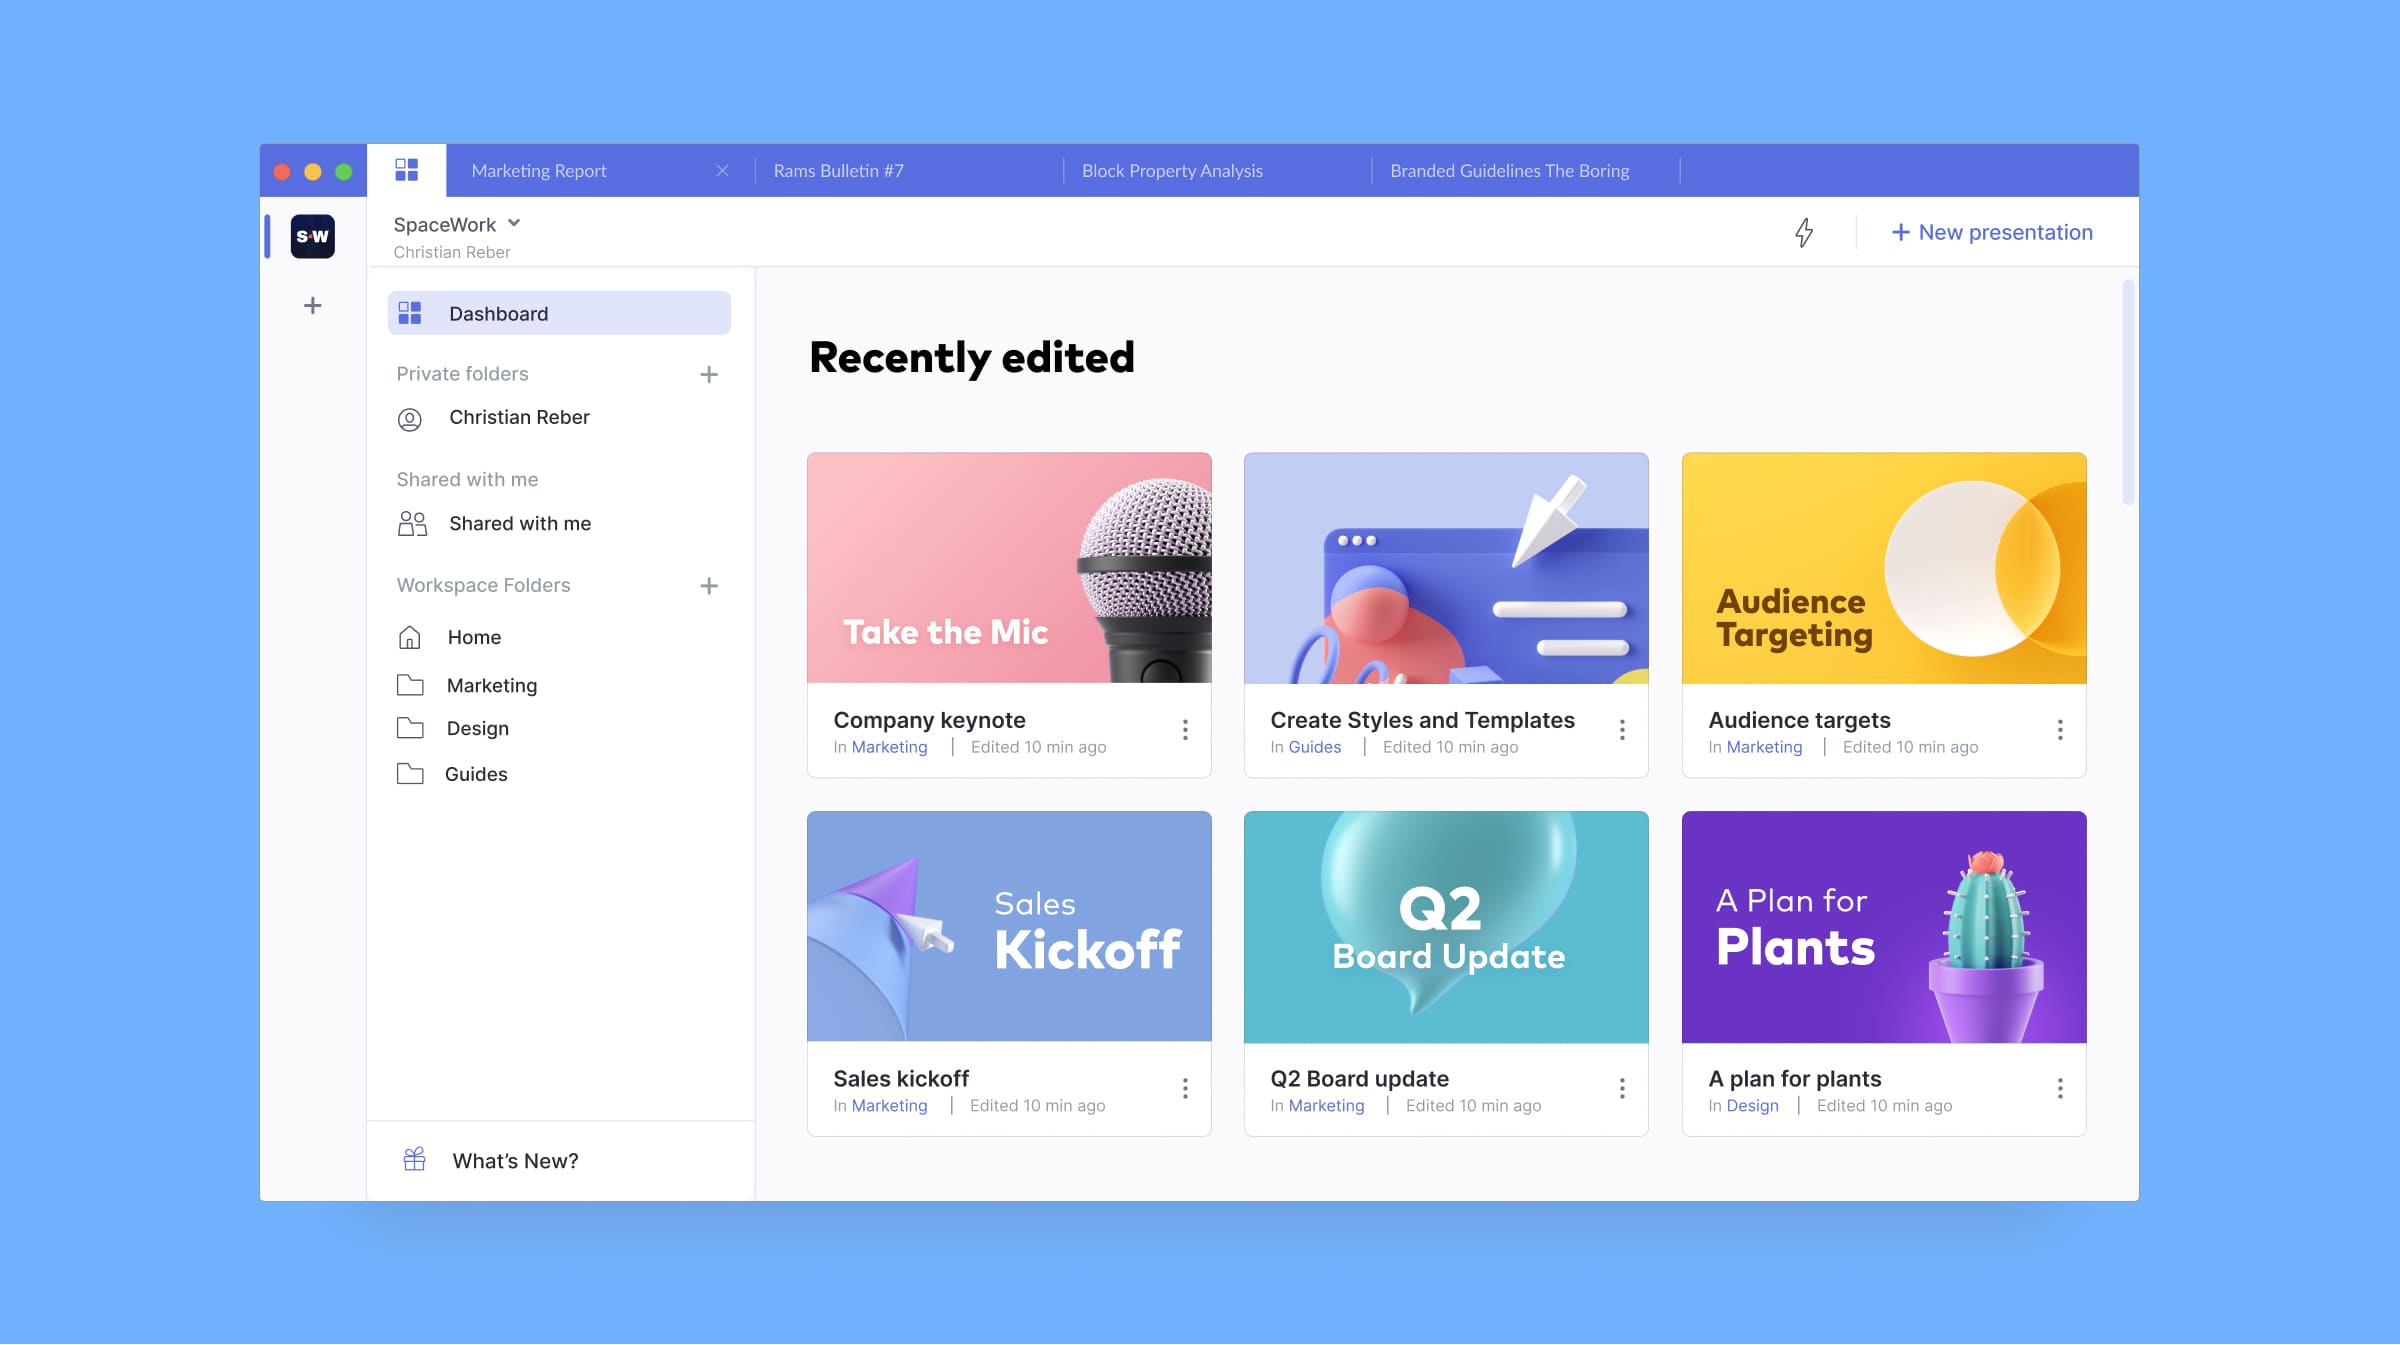 Marketing Report
Rams Bulletin #7
Block Property Analysis
Branded Guidelines The Boring
S•W
SpaceWork
Christian Reber
+ New presentation
Dashboard
Private folders
Christian Reber
Shared with me
Shared with me
Workspace Folders
Home
Marketing
Design
Guides
What’s New?
Recently edited
Take the Mic
Company keynote
In Marketing | Edited 10 min ago
Create Styles and Templates
In Guides | Edited 10 min ago
Audience
Targeting
Audience targets
In Marketing | Edited 10 min ago
Sales
Kickoff
Sales kickoff
In Marketing | Edited 10 min ago
Q2
Board Update
Q2 Board update
In Marketing | Edited 10 min ago
A Plan for
Plants
A plan for plants
In Design | Edited 10 min ago